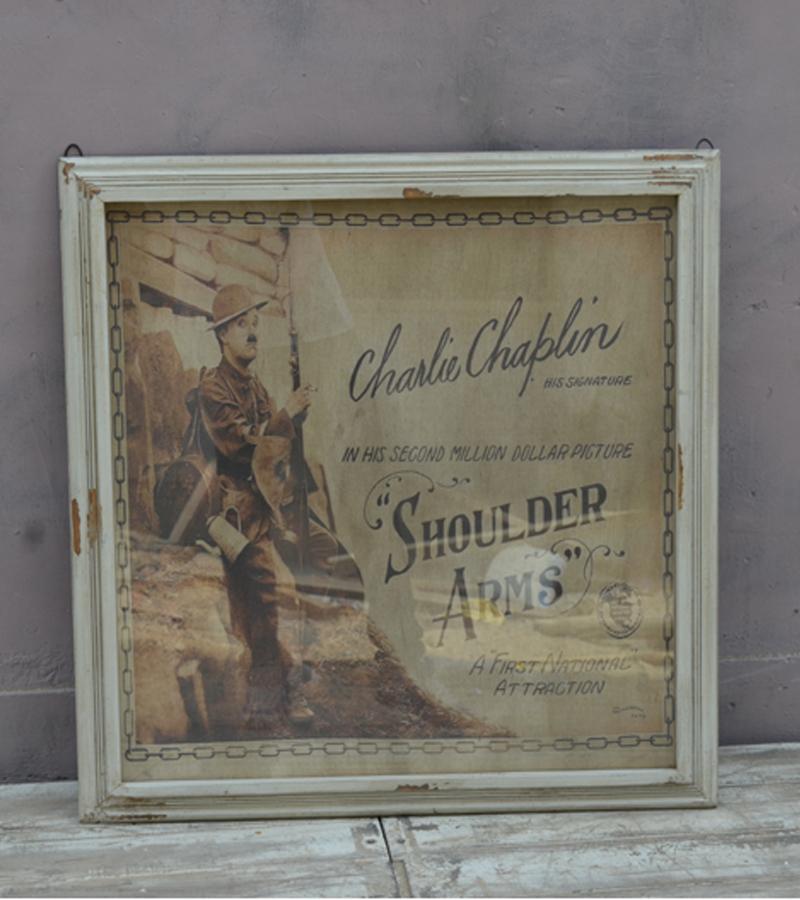 Charlie Chaplin
HIS SIGNATURE
IN HIS SECOND MILLION DOLLAR PICTURE
"SHOULDER
ARMS"
A "FIRST NATIONAL"
ATTRACTION